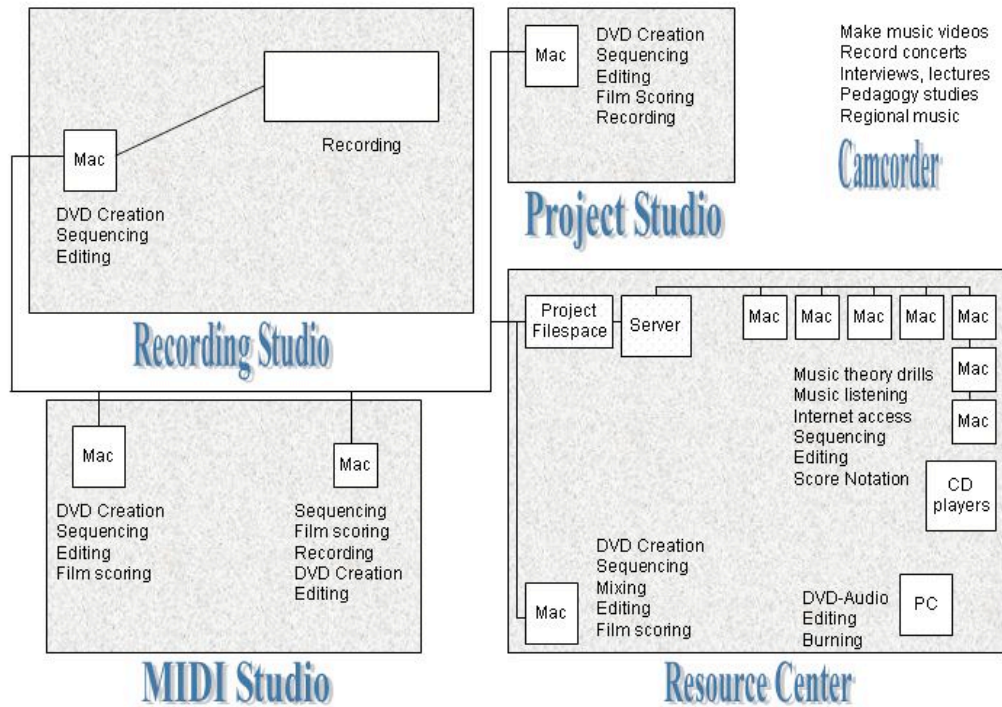 Mac
Recording
DVD Creation
Sequencing
Editing
Recording Studio
Mac
DVD Creation
Sequencing
Editing
Film Scoring
Recording
Project Studio
Make music videos
Record concerts
Interviews, lectures
Pedagogy studies
Regional music
Camcorder
Mac
DVD Creation
Sequencing
Editing
Film scoring
Mac
Sequencing
Film scoring
Recording
DVD Creation
Editing
MIDI Studio
Project
Filespace
Server
Mac
Mac
Mac
Mac
Mac
Mac
Mac
Music theory drills
Music listening
Internet access
Sequencing
Editing
Score Notation
CD
players
Mac
DVD Creation
Sequencing
Mixing
Editing
Film scoring
DVD-Audio
Editing
Burning
PC
Resource Center